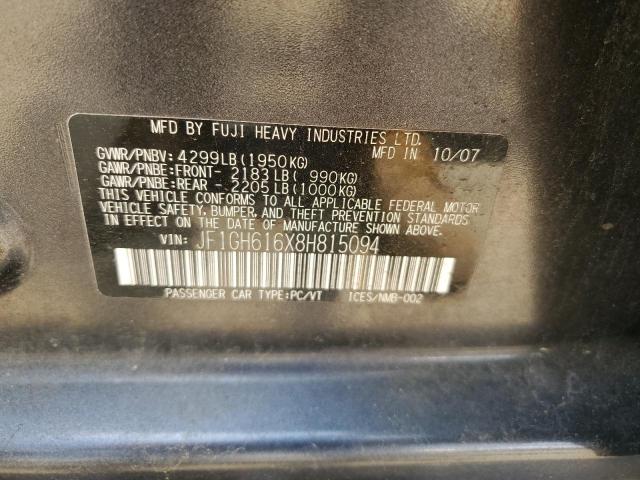 MFD BY FUJI HEAVY INDUSTRIES LTD.
GVWR/PNBV: 4299LB(1950KG) MFD IN 10/07
GAWR/PNBE:FRONT- 2183LB( 990KG)
GAWR/PNBE:REAR - 2205LB(1000KG)
THIS VEHICLE CONFORMS TO ALL APPLICABLE FEDERAL MOTOR
VEHICLE SAFETY, BUMPER, AND THEFT PREVENTION STANDARDS
IN EFFECT ON THE DATE OF MANUFACTURE SHOWN ABOVE.
VIN: JF1GH616X8H815094
PASSENGER CAR TYPE:PC/VT ICES/NMB-002